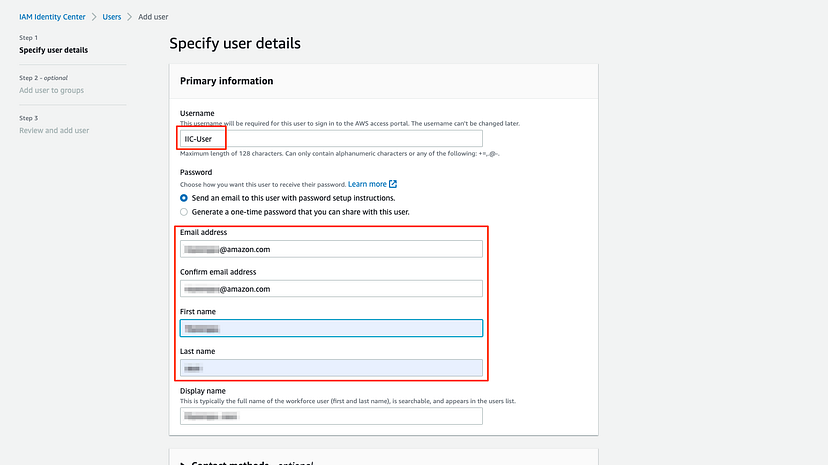 IAM Identity Center > Users > Add user
Step 1
Specify user details
Step 2 - optional
Add user to groups
Step 3
Review and add user
Specify user details
Primary information
Username
This username will be required for this user to sign in to the AWS access portal. The username can't be changed later.
IIC-User
Maximum length of 128 characters. Can only contain alphanumeric characters or any of the following: +=,.@-.
Password
Choose how you want this user to receive their password. Learn more
Send an email to this user with password setup instructions.
Generate a one-time password that you can share with this user.
Email address
@amazon.com
Confirm email address
@amazon.com
First name
Last name
Display name
This is typically the full name of the workforce user (first and last name), is searchable, and appears in the users list.
Contact methods - optional